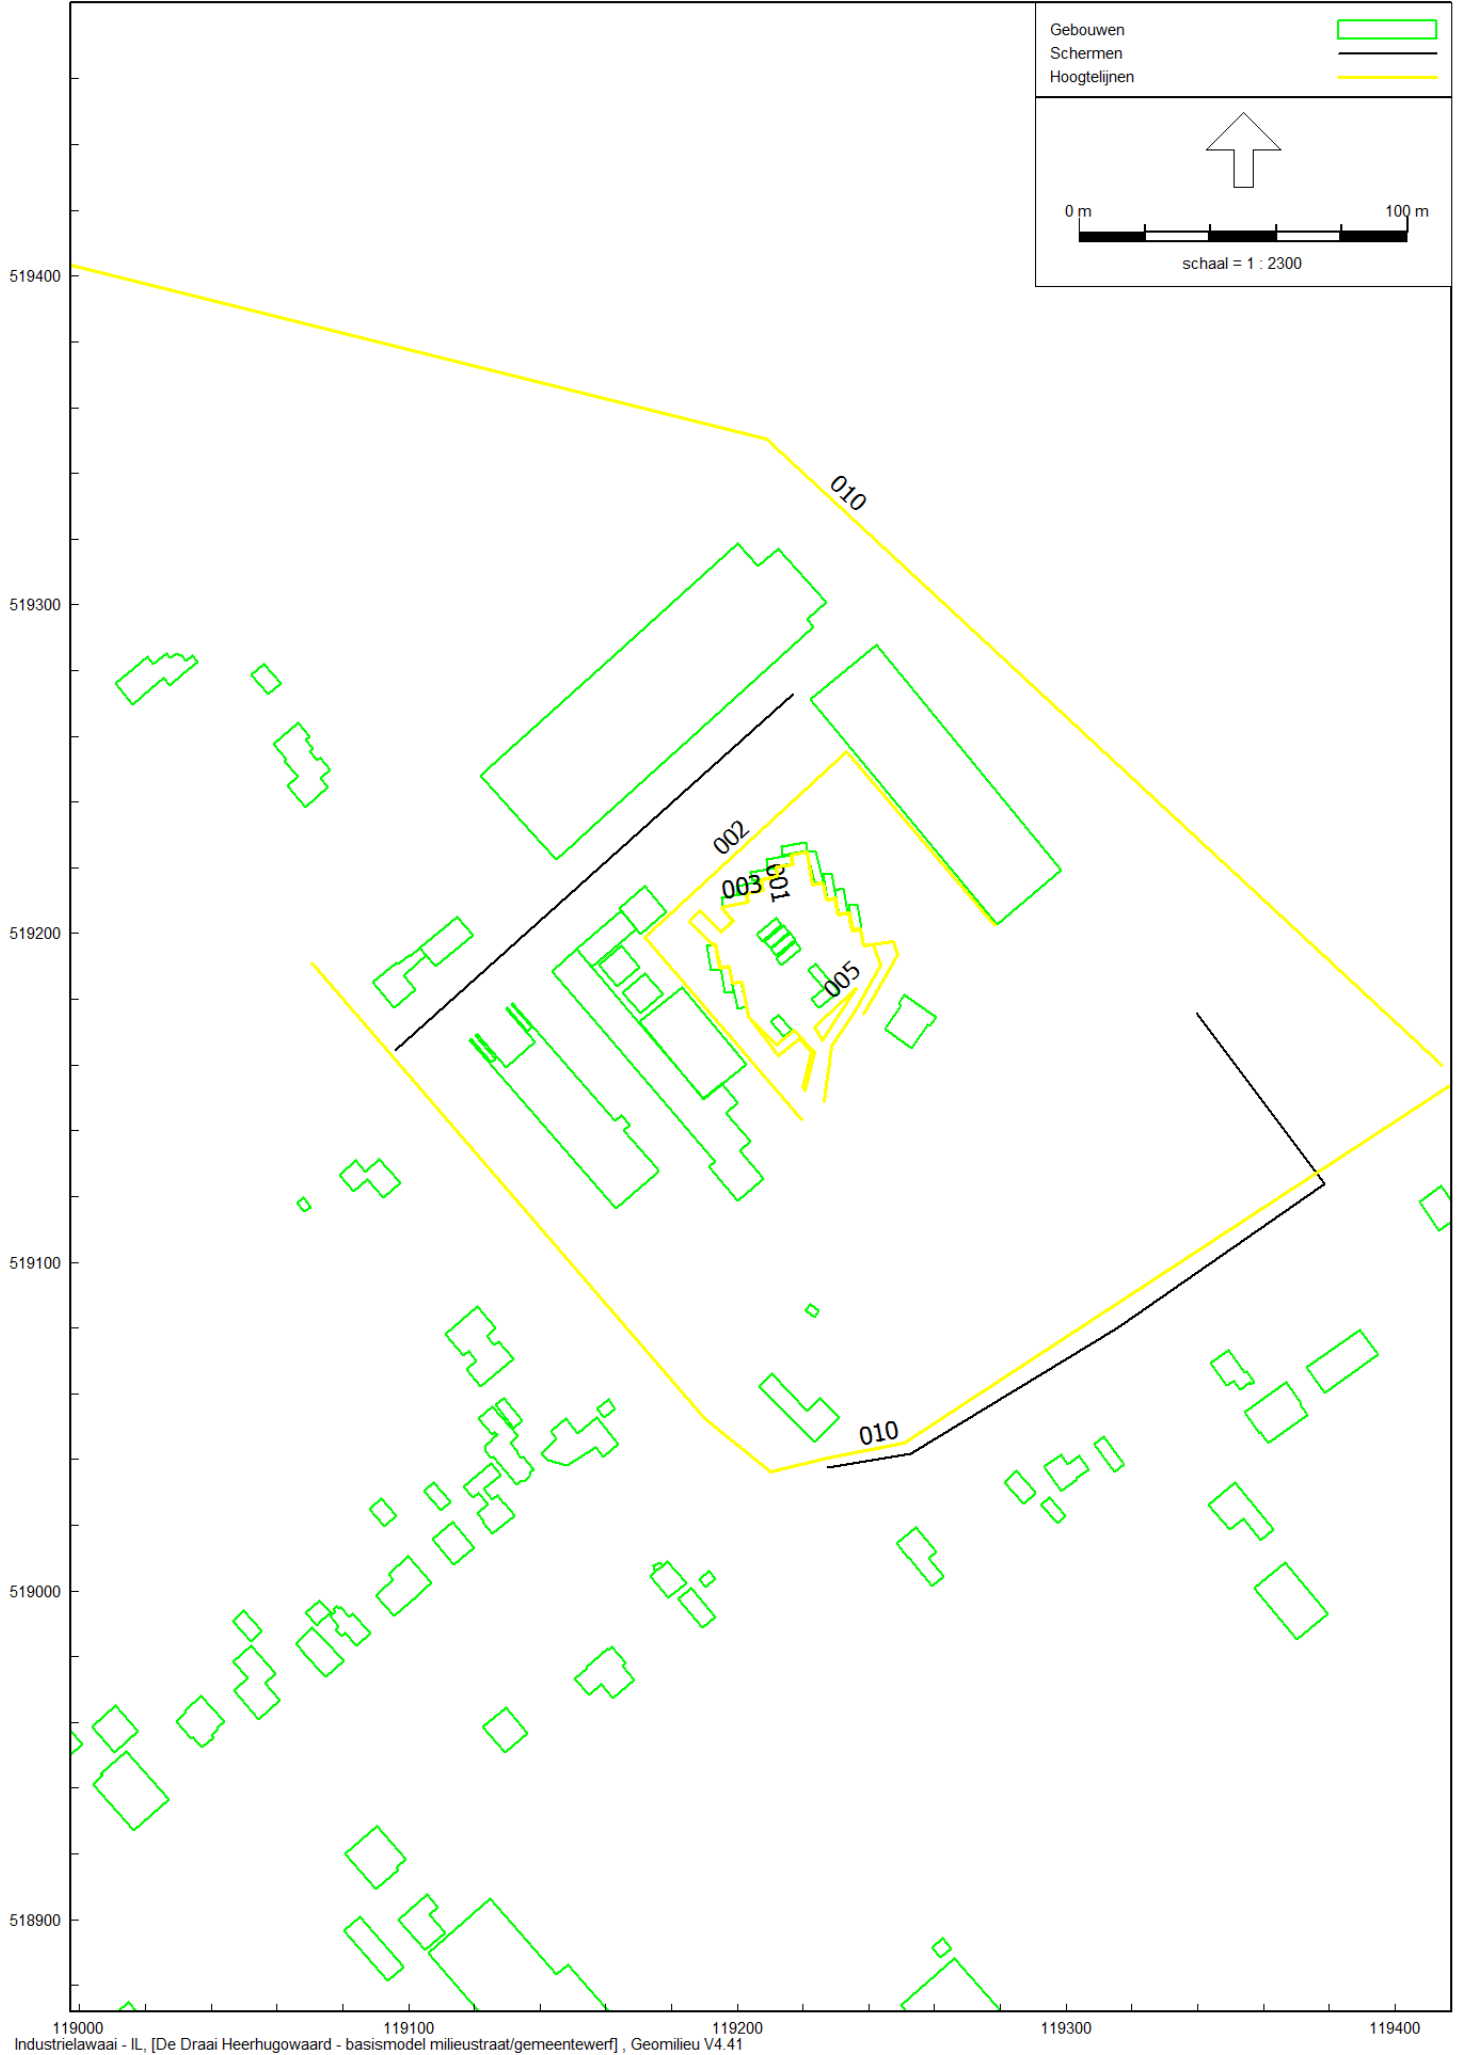 Gebouwen
Schermen
Hoogtelijnen
0 m 100 m
schaal = 1 : 2300
519400
010
519300
002
003
001
519200
005
519100
010
519000
518900
119000 119100 119200 119300 119400
Industrielawaai - IL, [De Draai Heerhugowaard - basismodel milieustraat/gemeentewerf] , Geomilieu V4.41